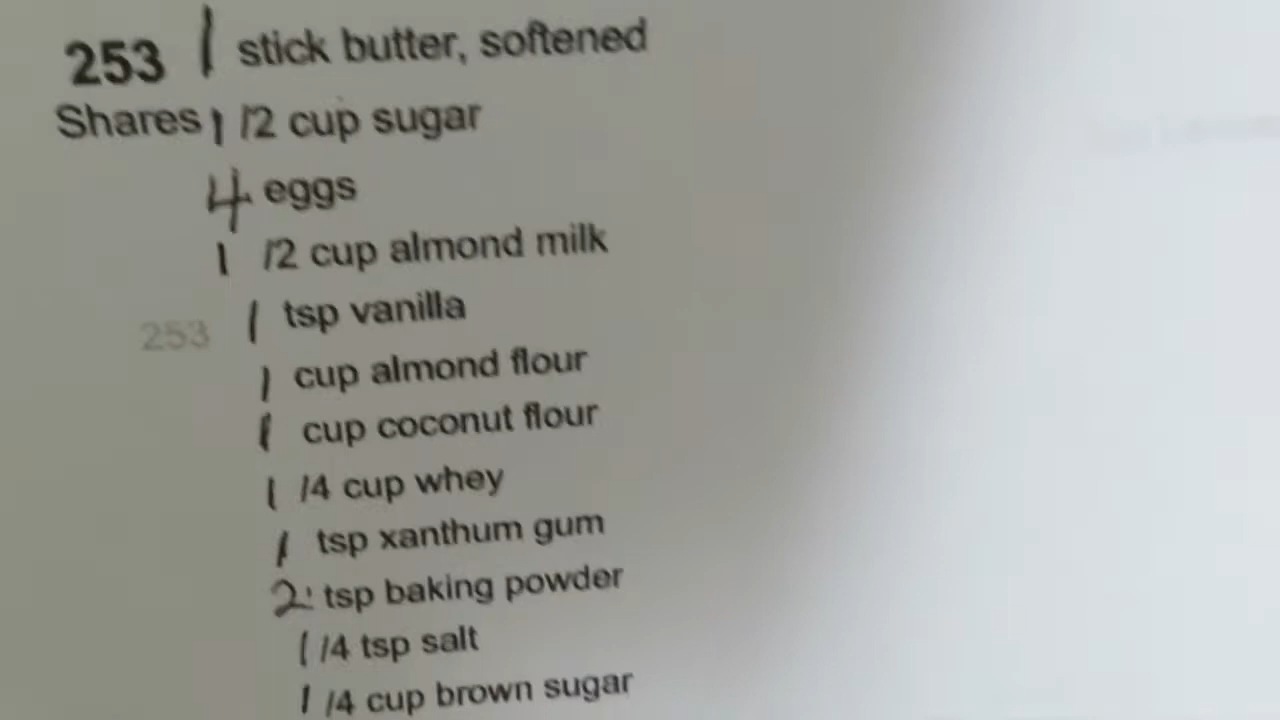 253 1 stick butter, softened
Shares 1 /2 cup sugar
4 eggs
1 /2 cup almond milk
253 1 tsp vanilla
1 cup almond flour
1 cup coconut flour
1 /4 cup whey
1 tsp xanthum gum
2 tsp baking powder
1 /4 tsp salt
1 /4 cup brown sugar